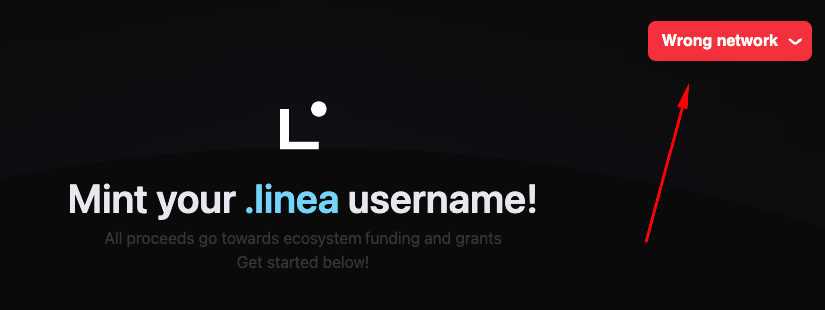 Wrong network
Mint your .linea username!
All proceeds go towards ecosystem funding and grants
Get started below!